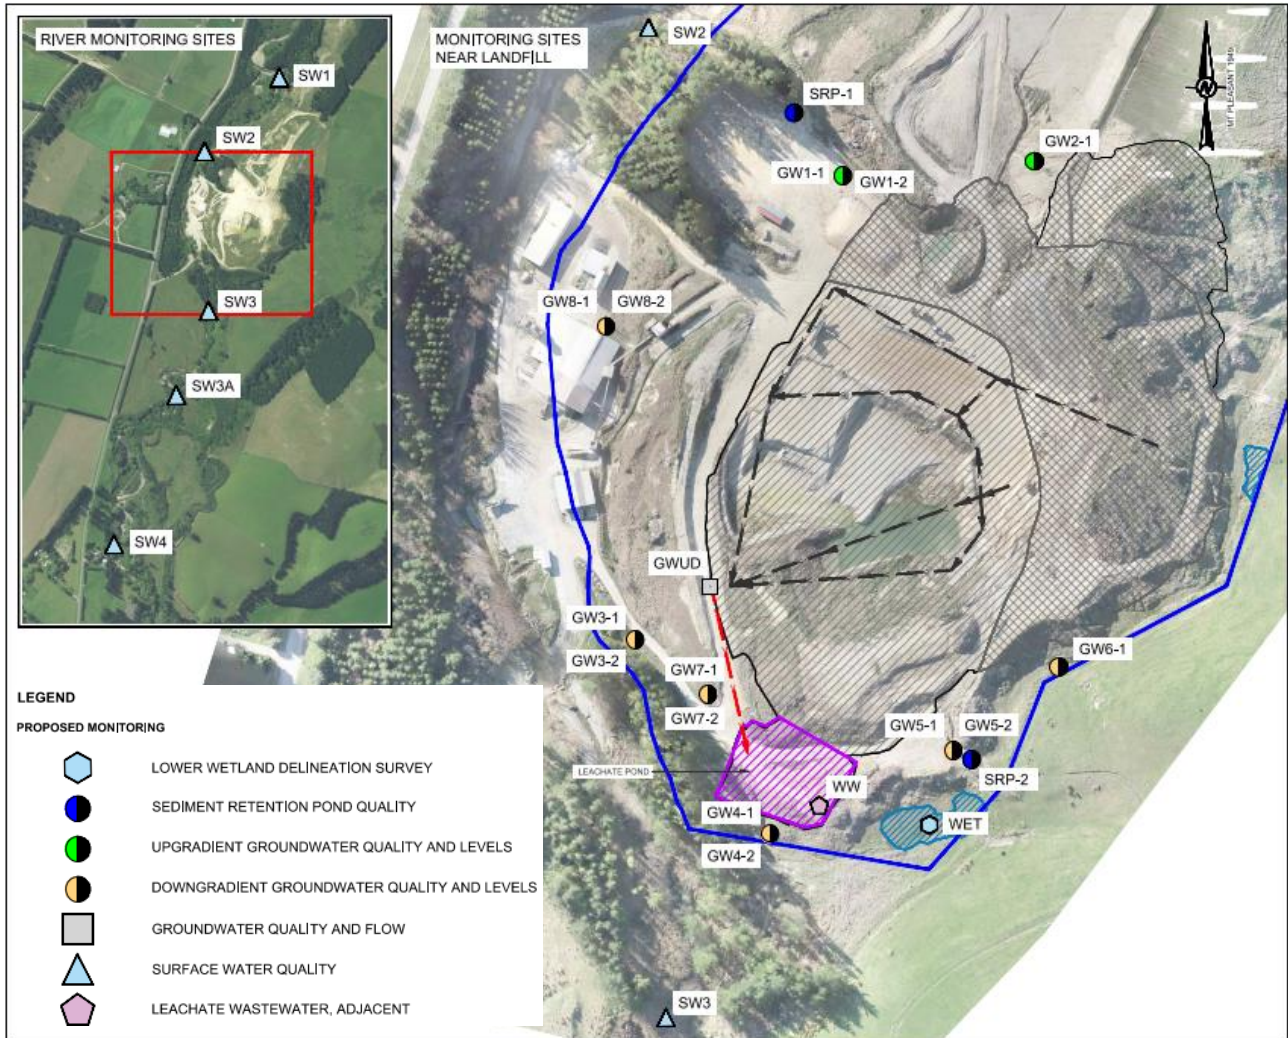 RIVER MONITORING SITES
SW1
SW2
SW3
SW3A
SW4
MONITORING SITES
NEAR LANDFILL
SW2
SRP-1
GW2-1
GW1-1
GW1-2
N
MT PLEASANT 1949
GW8-1
GW8-2
GWUD
GW3-1
GW3-2
GW7-1
GW7-2
GW6-1
GW5-1
GW5-2
SRP-2
LEACHATE POND
WW
GW4-1
GW4-2
WET
SW3
LEGEND
PROPOSED MONITORING
LOWER WETLAND DELINEATION SURVEY
SEDIMENT RETENTION POND QUALITY
UPGRADIENT GROUNDWATER QUALITY AND LEVELS
DOWNGRADIENT GROUNDWATER QUALITY AND LEVELS
GROUNDWATER QUALITY AND FLOW
SURFACE WATER QUALITY
LEACHATE WASTEWATER, ADJACENT